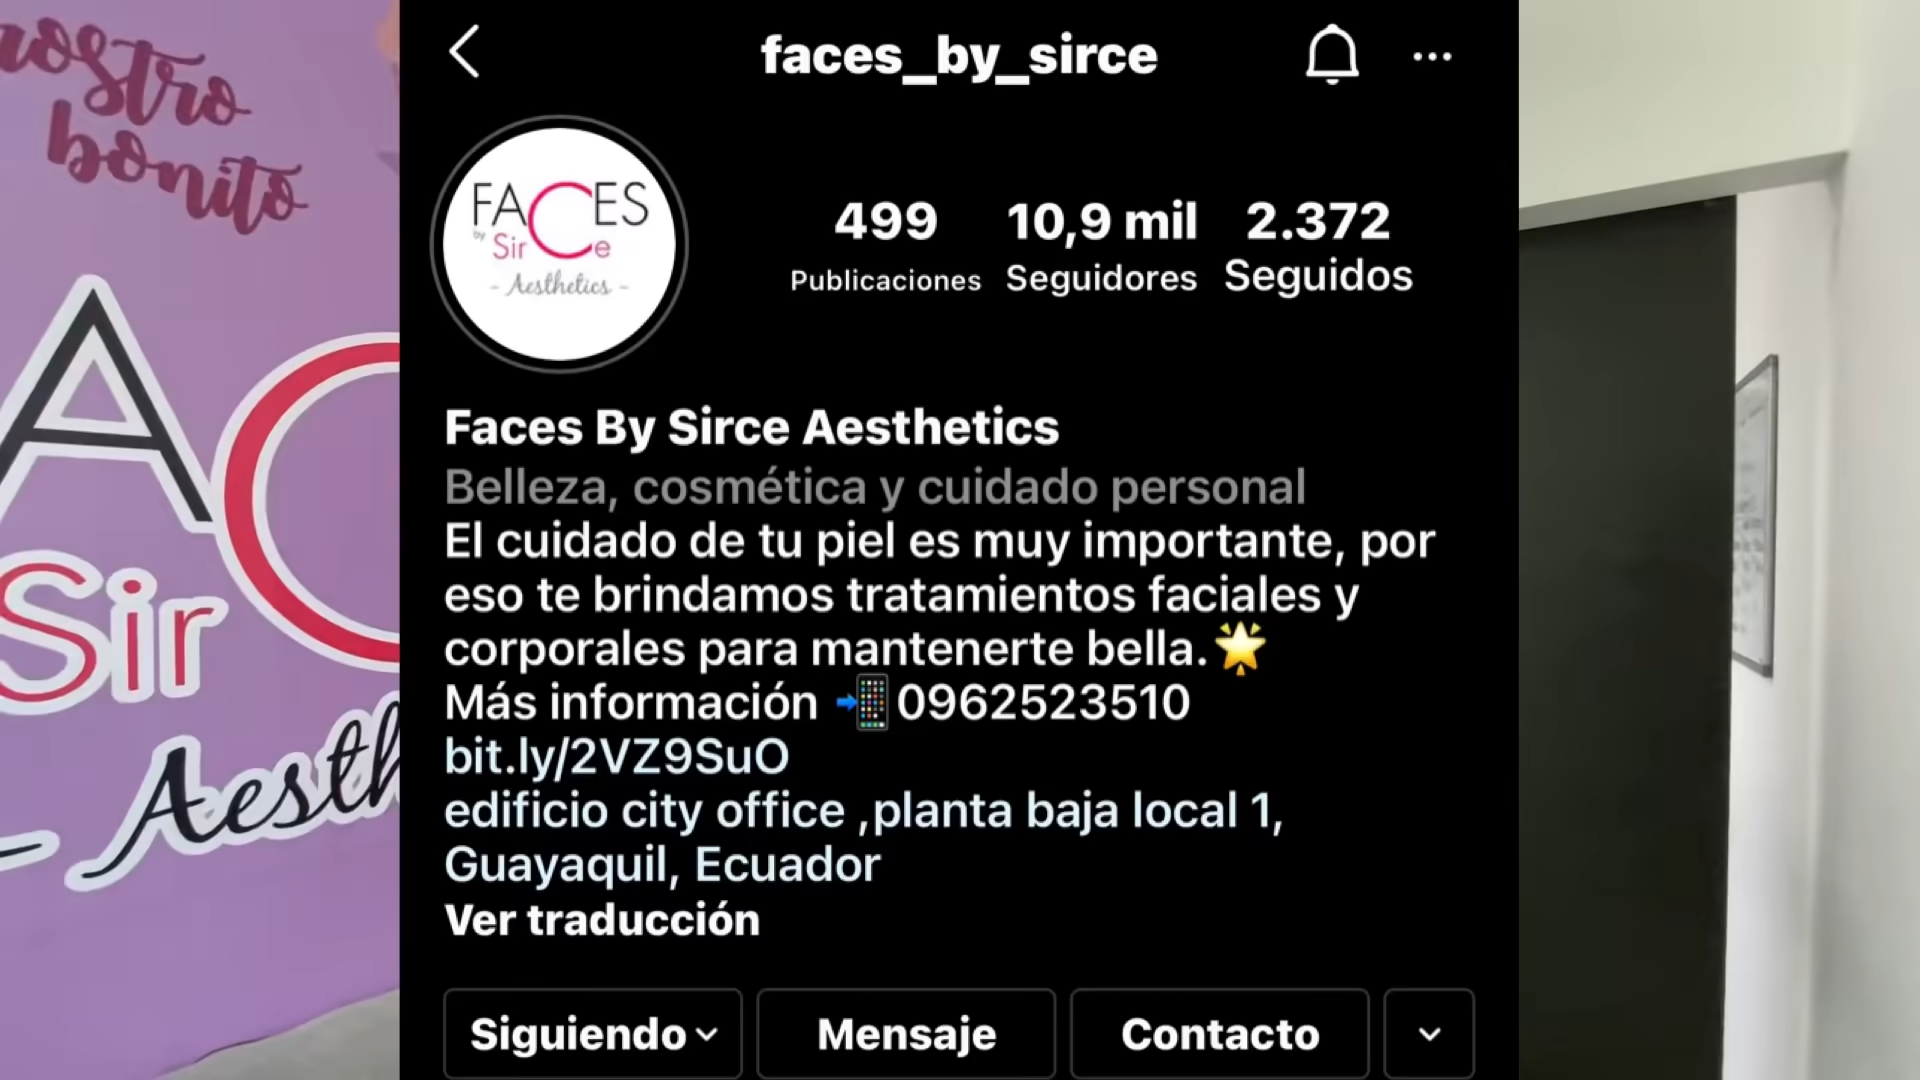 rostro
bonito
A
Sir
Aesth
faces_by_sirce
FACES
by SirCe
- Aesthetics -
499
Publicaciones
10,9 mil
Seguidores
2.372
Seguidos
Faces By Sirce Aesthetics
Belleza, cosmética y cuidado personal
El cuidado de tu piel es muy importante, por
eso te brindamos tratamientos faciales y
corporales para mantenerte bella.🌟
Más información 📲0962523510
bit.ly/2VZ9SuO
edificio city office ,planta baja local 1,
Guayaquil, Ecuador
Ver traducción
Siguiendo
Mensaje
Contacto